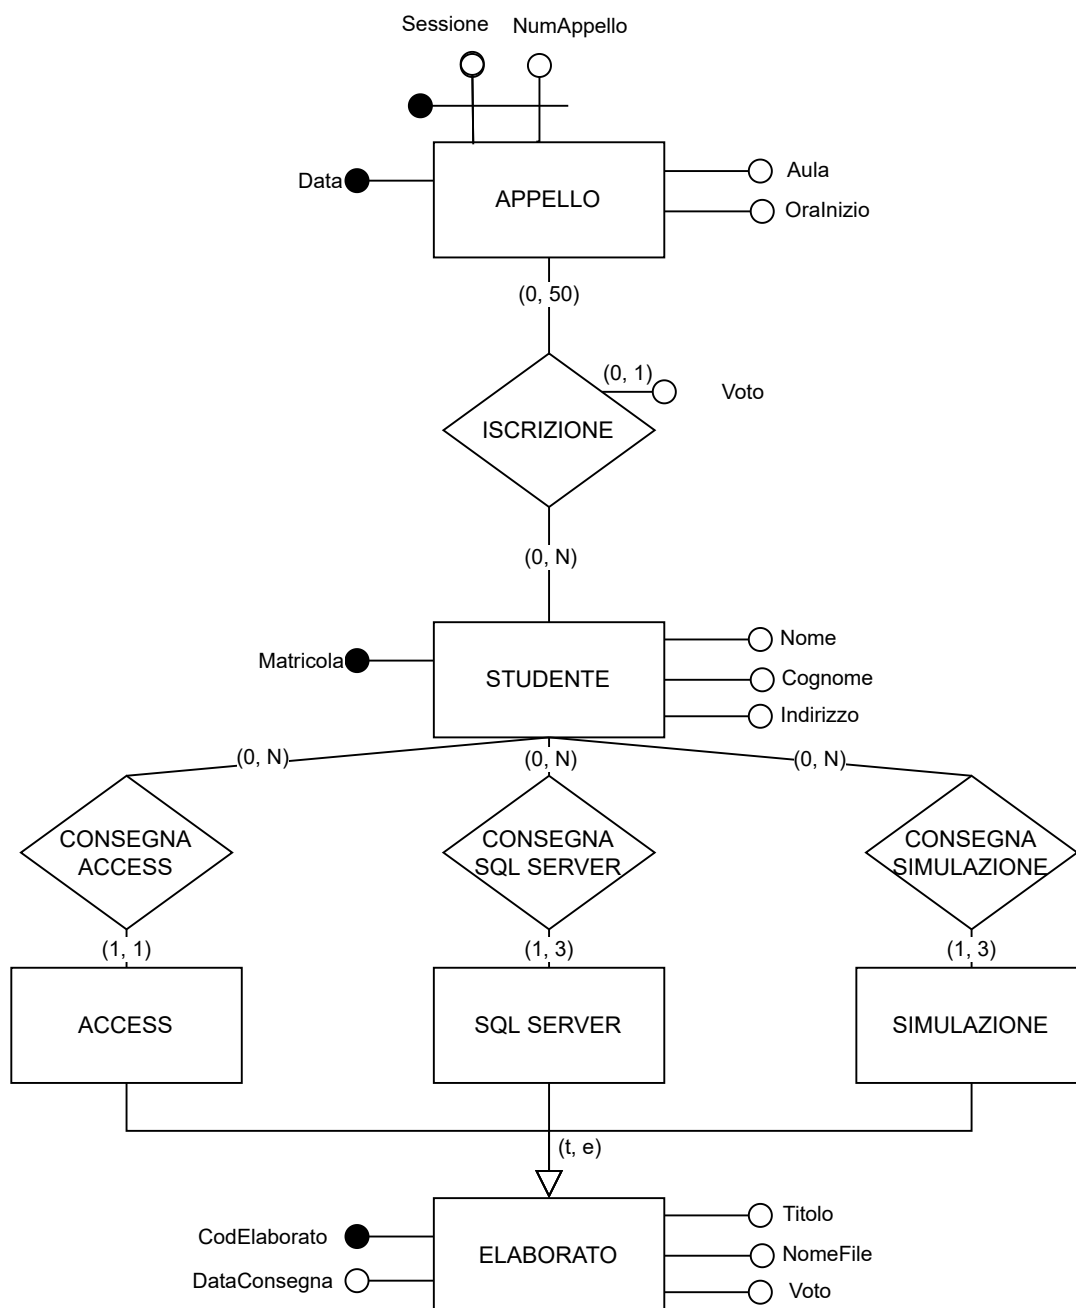 Sessione
NumAppello
Data
APPELLO
Aula
OraInizio
(0, 50)
(0, 1)
Voto
ISCRIZIONE
(0, N)
Matricola
STUDENTE
Nome
Cognome
Indirizzo
(0, N)
(0, N)
(0, N)
CONSEGNA
ACCESS
CONSEGNA
SQL SERVER
CONSEGNA
SIMULAZIONE
(1, 1)
(1, 3)
(1, 3)
ACCESS
SQL SERVER
SIMULAZIONE
(t, e)
CodElaborato
DataConsegna
ELABORATO
Titolo
NomeFile
Voto